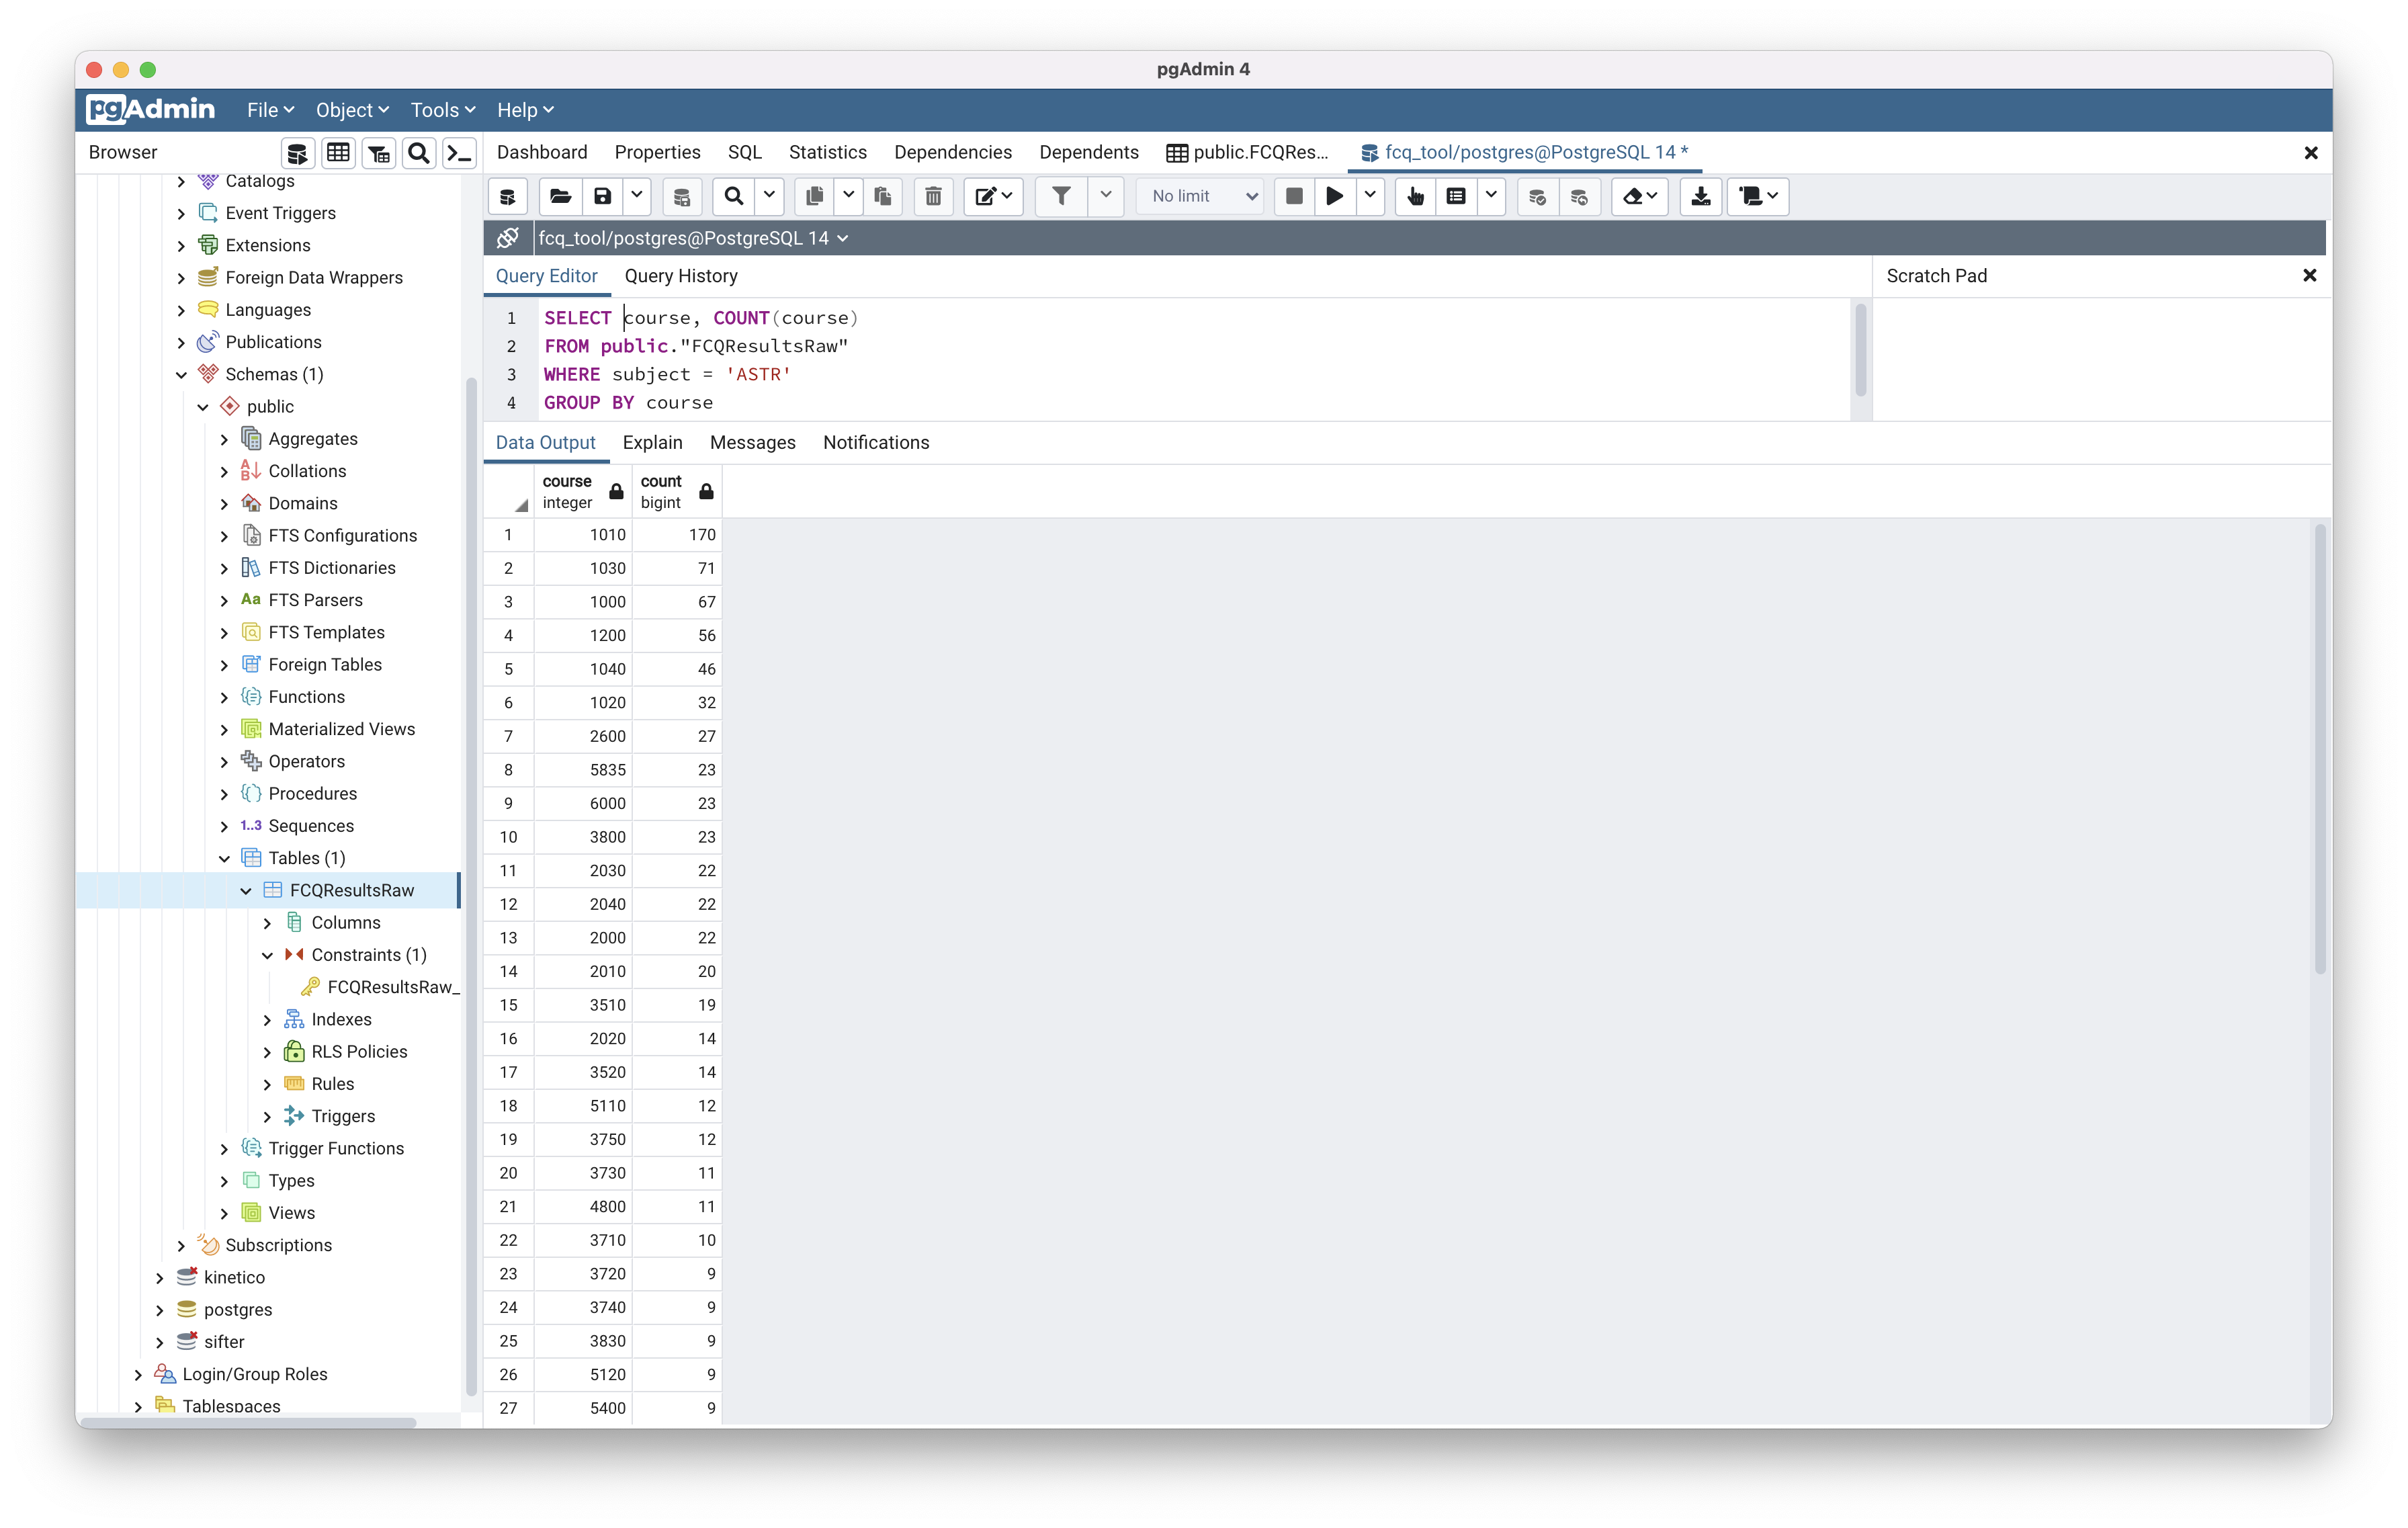 pgAdmin 4
pgAdmin File Object Tools Help
Browser
Dashboard Properties SQL Statistics Dependencies Dependents public.FCQRes... fcq_tool/postgres@PostgreSQL 14 *
No limit
fcq_tool/postgres@PostgreSQL 14
Query Editor Query History
Scratch Pad
1 SELECT course, COUNT(course)
2 FROM public."FCQResultsRaw"
3 WHERE subject = 'ASTR'
4 GROUP BY course
Data Output Explain Messages Notifications
course integer count bigint
1 1010 170
2 1030 71
3 1000 67
4 1200 56
5 1040 46
6 1020 32
7 2600 27
8 5835 23
9 6000 23
10 3800 23
11 2030 22
12 2040 22
13 2000 22
14 2010 20
15 3510 19
16 2020 14
17 3520 14
18 5110 12
19 3750 12
20 3730 11
21 4800 11
22 3710 10
23 3720 9
24 3740 9
25 3830 9
26 5120 9
27 5400 9
Catalogs
Event Triggers
Extensions
Foreign Data Wrappers
Languages
Publications
Schemas (1)
public
Aggregates
Collations
Domains
FTS Configurations
FTS Dictionaries
Aa FTS Parsers
FTS Templates
Foreign Tables
Functions
Materialized Views
Operators
Procedures
1..3 Sequences
Tables (1)
FCQResultsRaw
Columns
Constraints (1)
FCQResultsRaw_
Indexes
RLS Policies
Rules
Triggers
Trigger Functions
Types
Views
Subscriptions
kinetico
postgres
sifter
Login/Group Roles
Tablespaces